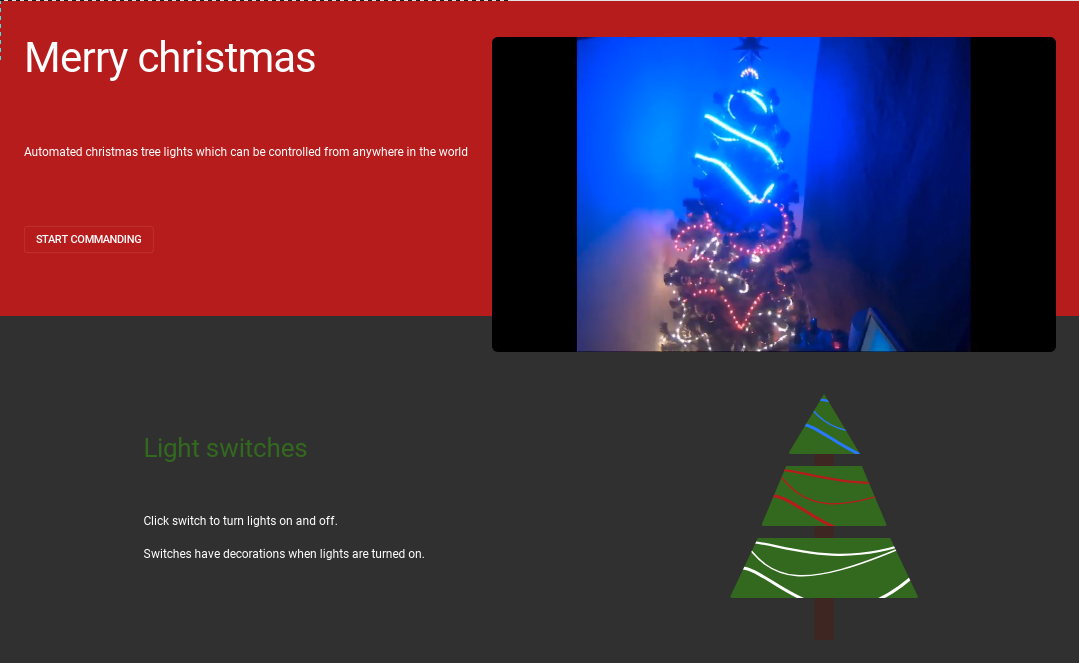 Merry christmas
Automated christmas tree lights which can be controlled from anywhere in the world
START COMMANDING
Light switches
Click switch to turn lights on and off.
Switches have decorations when lights are turned on.